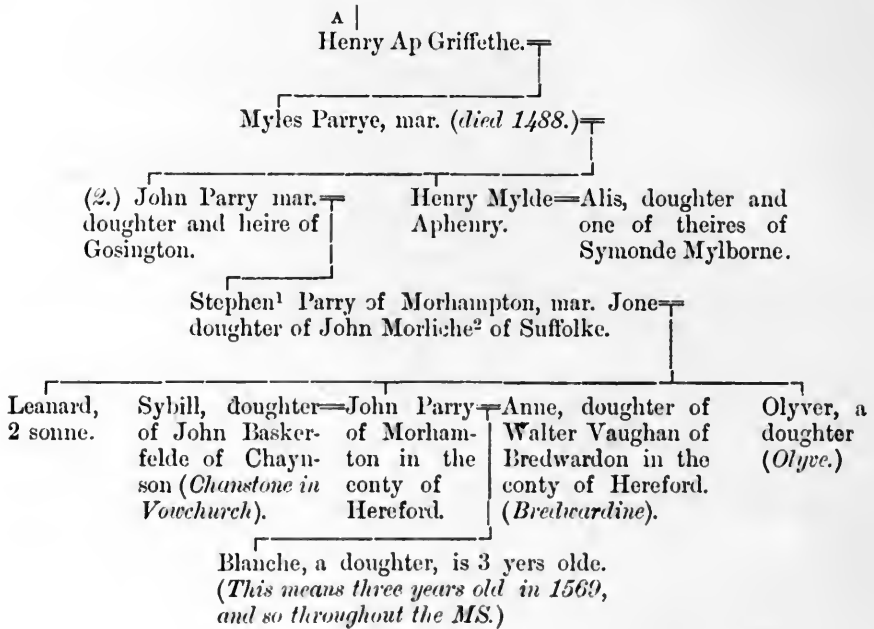 A
Henry Ap Griffethe.
Myles Parrye, mar. (died 1488.)
(2.) John Parry mar.
doughter and heire of
Gosington.
Henry Mylde
Aphenry.
Alis, doughter and
one of theires of
Symonde Mylborne.
Stephen¹ Parry of Morhampton, mar. Jone
doughter of John Morliche² of Suffolke.
Leanard,
2 sonne.
Sybill, doughter
of John Basker-
felde of Chayn-
son (Chanstone in
Vowchurch).
John Parry
of Morham-
ton in the
conty of
Hereford.
Anne, doughter of
Walter Vaughan of
Bredwardon in the
conty of Hereford.
(Bredwardine).
Olyver, a
doughter
(Olyve.)
Blanche, a doughter, is 3 yers olde.
(This means three years old in 1569,
and so throughout the MS.)